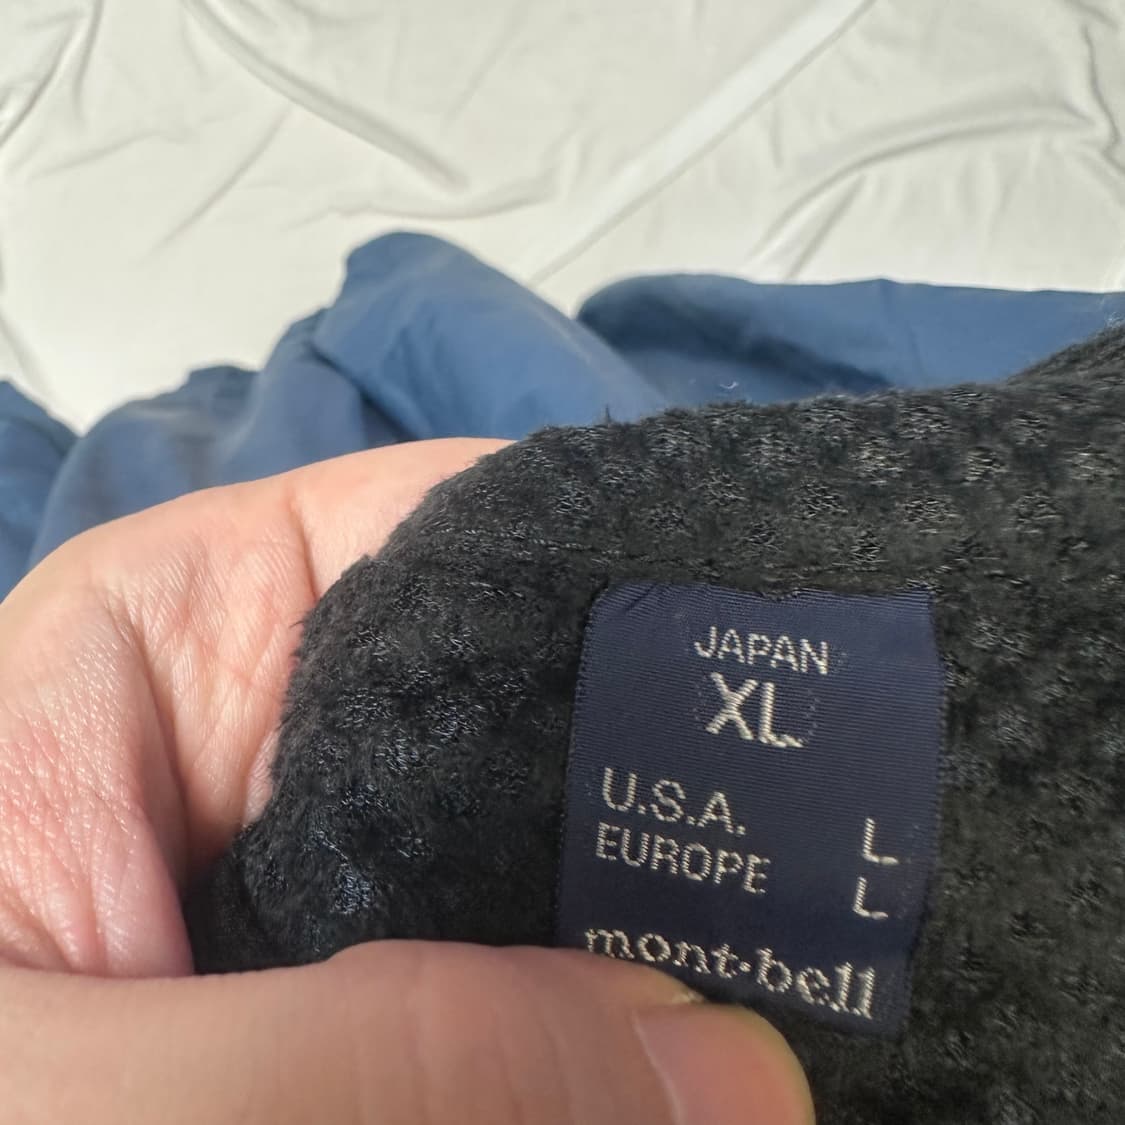 JAPAN
XL
U.S.A. L
EUROPE L
mont-bell